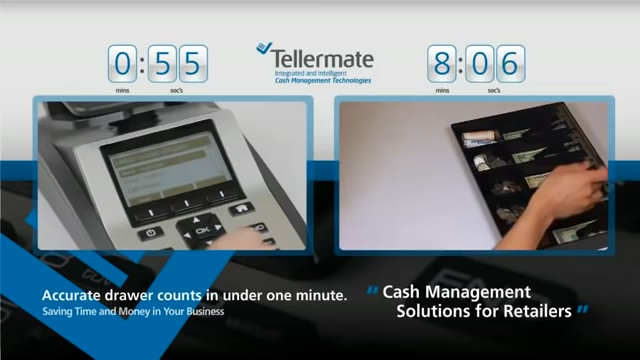 0:55
mins sec's
Tellermate
Integrated and Intelligent
Cash Management Technologies
8:06
mins sec's
OK
Accurate drawer counts in under one minute.
Saving Time and Money in Your Business
" Cash Management
Solutions for Retailers "